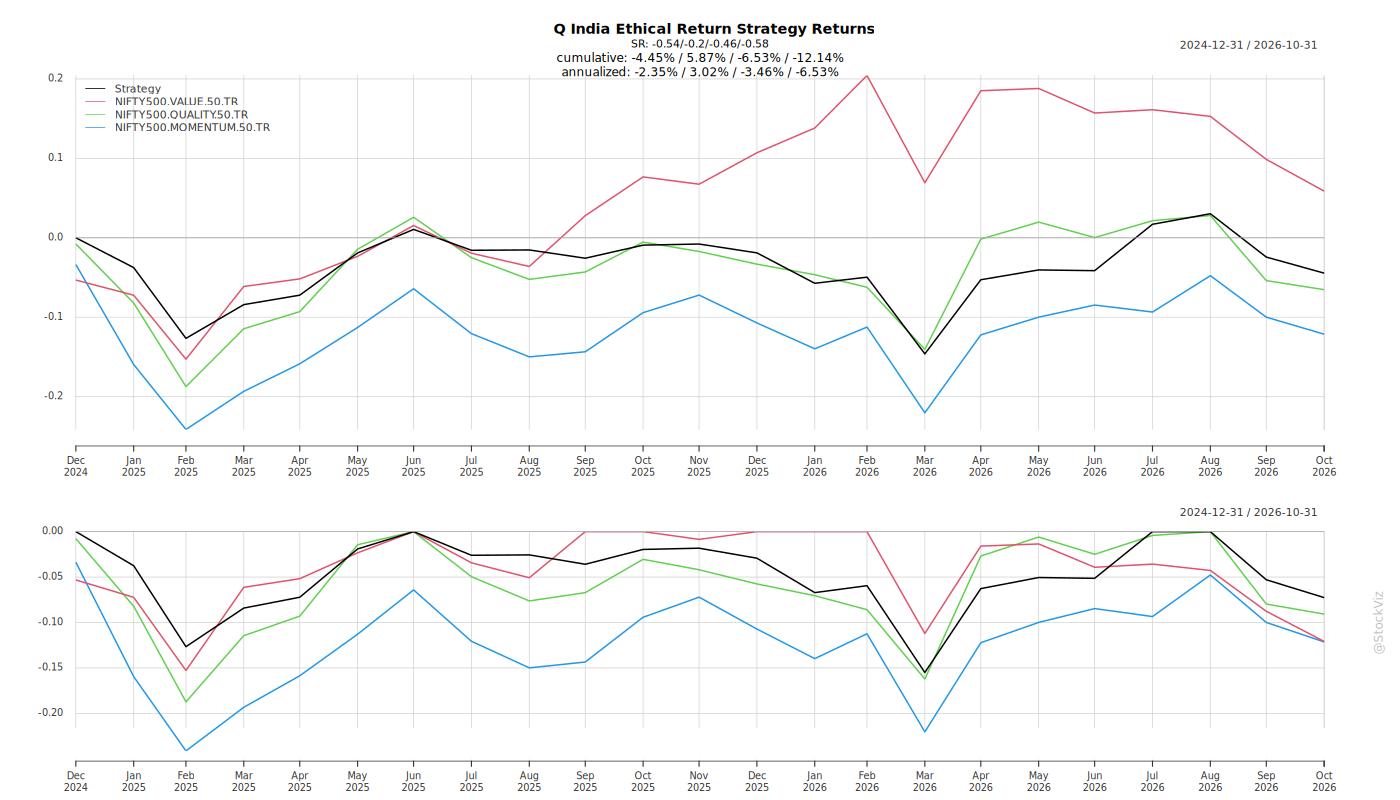 Q India Ethical Return Strategy Returns
SR: -0.54/-0.2/-0.46/-0.58
cumulative: -4.45% / 5.87% / -6.53% / -12.14%
annualized: -2.35% / 3.02% / -3.46% / -6.53%
2024-12-31 / 2026-10-31
Strategy
NIFTY500.VALUE.50.TR
NIFTY500.QUALITY.50.TR
NIFTY500.MOMENTUM.50.TR
0.2
0.1
0.0
-0.1
-0.2
Dec Jan Feb Mar Apr May Jun Jul Aug Sep Oct Nov Dec Jan Feb Mar Apr May Jun Jul Aug Sep Oct
2024 2025 2025 2025 2025 2025 2025 2025 2025 2025 2025 2025 2025 2026 2026 2026 2026 2026 2026 2026 2026 2026 2026
2024-12-31 / 2026-10-31
0.00
-0.05
-0.10
-0.15
-0.20
Dec Jan Feb Mar Apr May Jun Jul Aug Sep Oct Nov Dec Jan Feb Mar Apr May Jun Jul Aug Sep Oct
2024 2025 2025 2025 2025 2025 2025 2025 2025 2025 2025 2025 2025 2026 2026 2026 2026 2026 2026 2026 2026 2026 2026
@StockViz